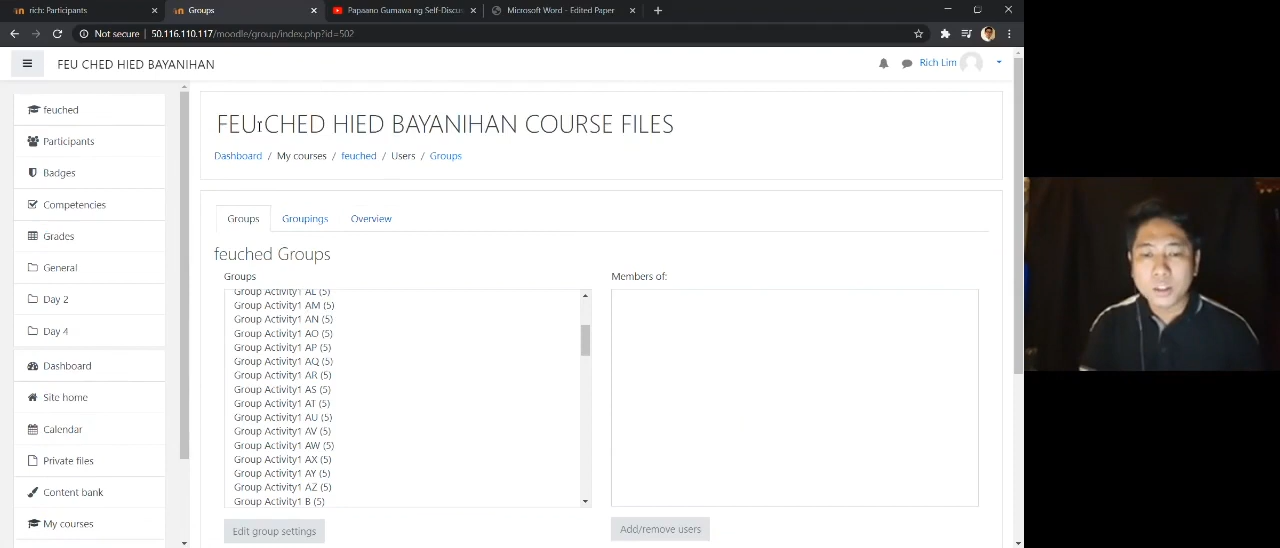 rich: Participants
Groups
Papaano Gumawa ng Self-Discus
Microsoft Word - Edited Paper
Not secure
50.116.110.117/moodle/group/index.php?id=502
FEU CHED HIED BAYANIHAN
Rich Lim
feuched
Participants
Badges
Competencies
Grades
General
Day 2
Day 4
Dashboard
Site home
Calendar
Private files
Content bank
My courses
FEU CHED HIED BAYANIHAN COURSE FILES
Dashboard / My courses / feuched / Users / Groups
Groups
Groupings
Overview
feuched Groups
Groups
Group Activity1 AL (5)
Group Activity1 AM (5)
Group Activity1 AN (5)
Group Activity1 AO (5)
Group Activity1 AP (5)
Group Activity1 AQ (5)
Group Activity1 AR (5)
Group Activity1 AS (5)
Group Activity1 AT (5)
Group Activity1 AU (5)
Group Activity1 AV (5)
Group Activity1 AW (5)
Group Activity1 AX (5)
Group Activity1 AY (5)
Group Activity1 AZ (5)
Group Activity1 B (5)
Edit group settings
Members of:
Add/remove users